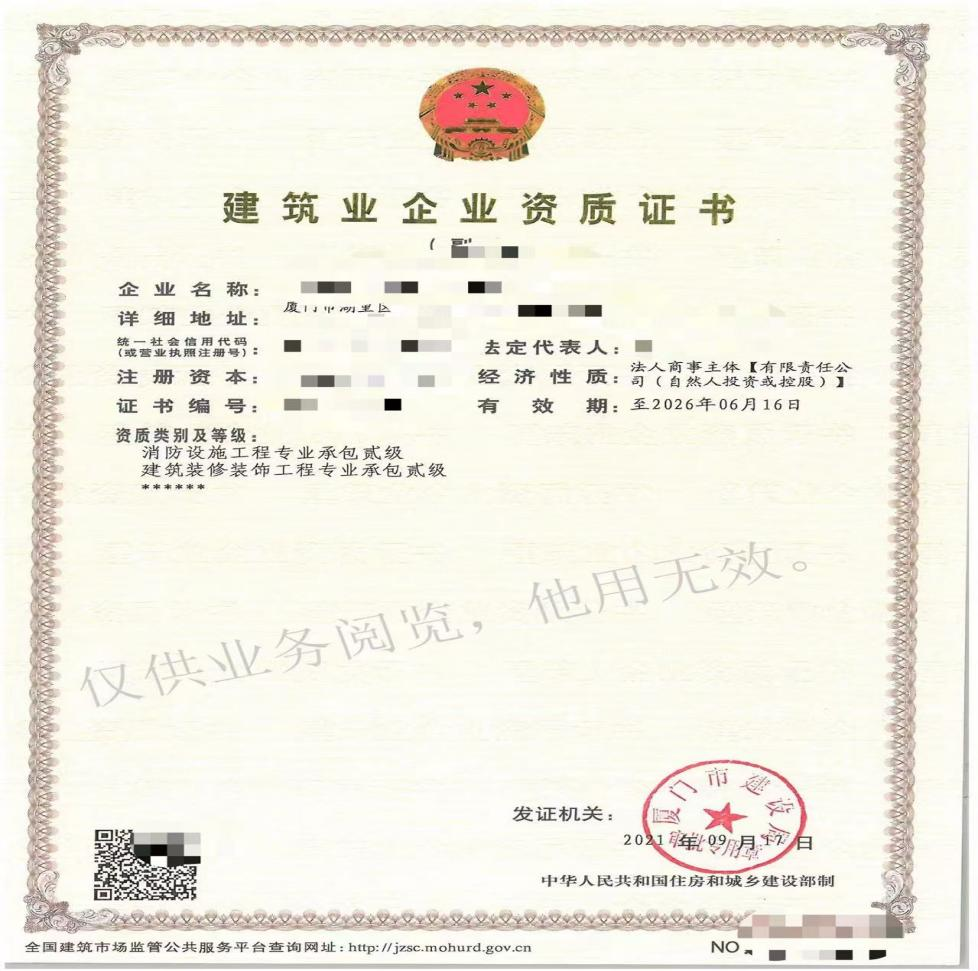 建筑业企业资质证书
（副
企业名称：
详细地址：厦门市湖里区
统一社会信用代码
(或营业执照注册号)：
法定代表人：
注册资本：
经济性质：法人商事主体【有限责任公
司（自然人投资或控股）】
证书编号：
有效期：至2026年06月16日
资质类别及等级：
消防设施工程专业承包贰级
建筑装修装饰工程专业承包贰级
******
仅供业务阅览，他用无效。
发证机关：
厦门市建设局
审批专用章
2021年09月17日
中华人民共和国住房和城乡建设部制
全国建筑市场监管公共服务平台查询网址：http://jzsc.mohurd.gov.cn
NO.